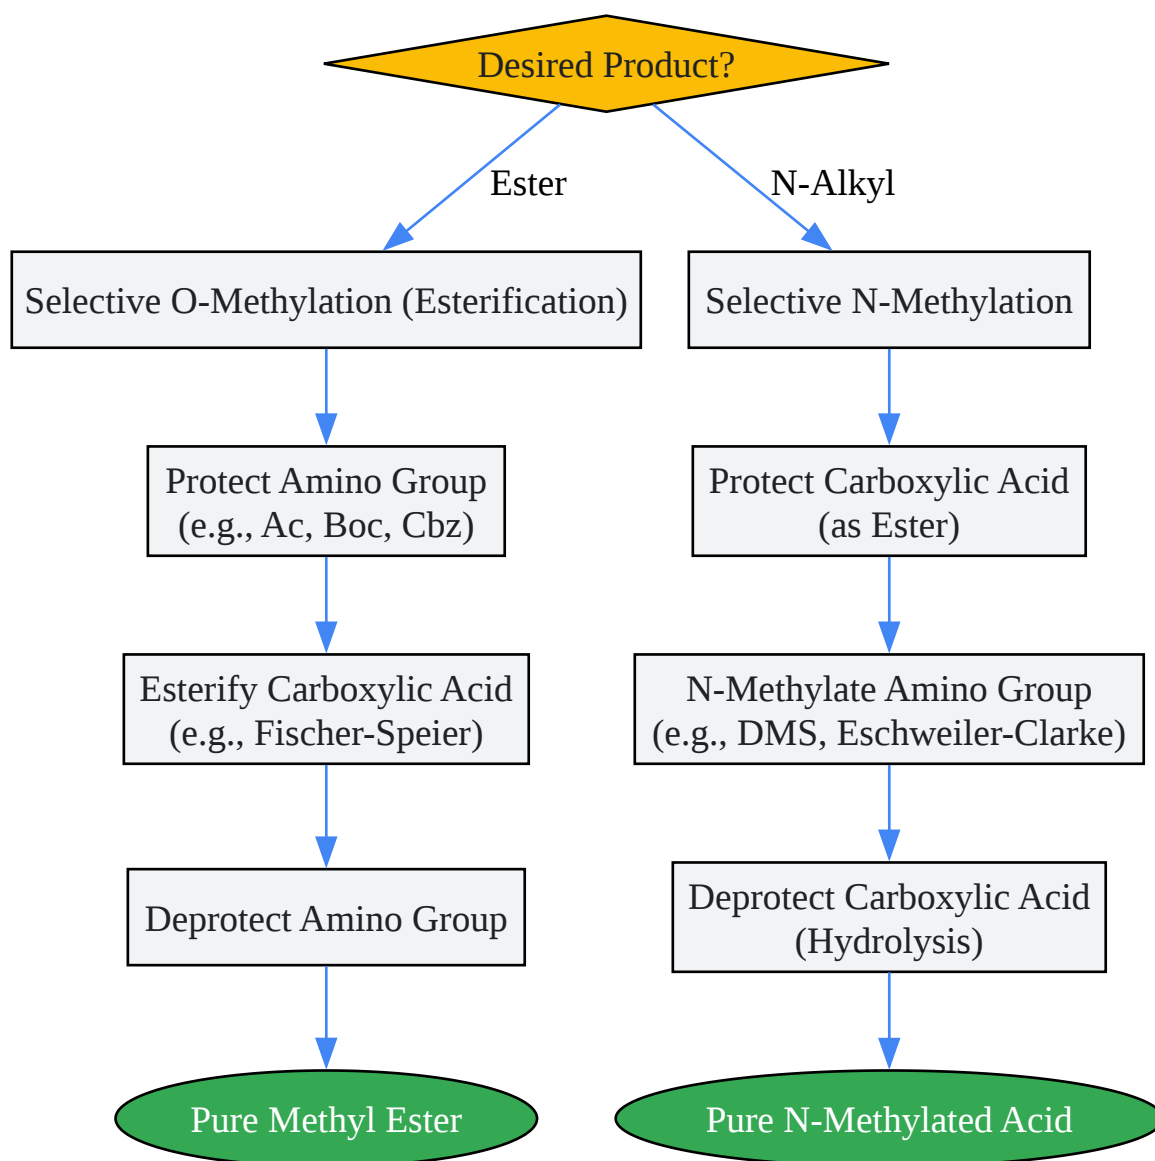 Desired Product?
Ester
N-Alkyl
Selective O-Methylation (Esterification)
Selective N-Methylation
Protect Amino Group
(e.g., Ac, Boc, Cbz)
Protect Carboxylic Acid
(as Ester)
Esterify Carboxylic Acid
(e.g., Fischer-Speier)
N-Methylate Amino Group
(e.g., DMS, Eschweiler-Clarke)
Deprotect Amino Group
Deprotect Carboxylic Acid
(Hydrolysis)
Pure Methyl Ester
Pure N-Methylated Acid